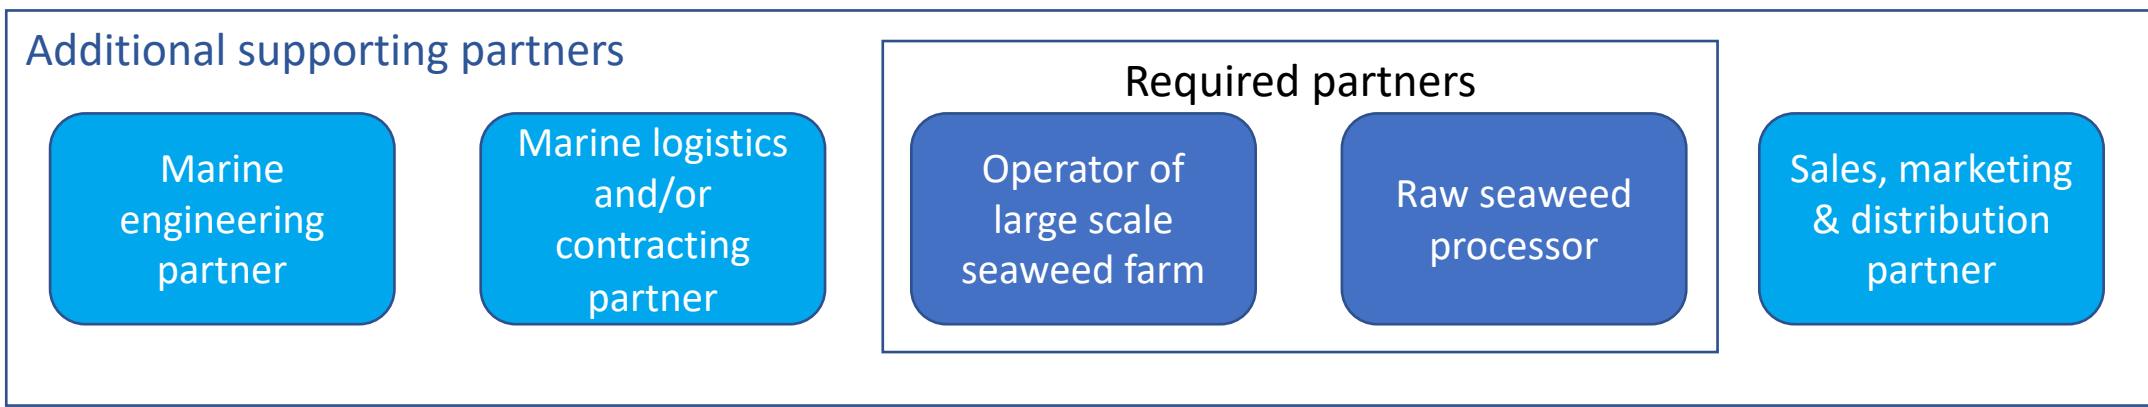 Additional supporting partners
Required partners
Marine
engineering
partner
Marine logistics
and/or
contracting
partner
Operator of
large scale
seaweed farm
Raw seaweed
processor
Sales, marketing
& distribution
partner